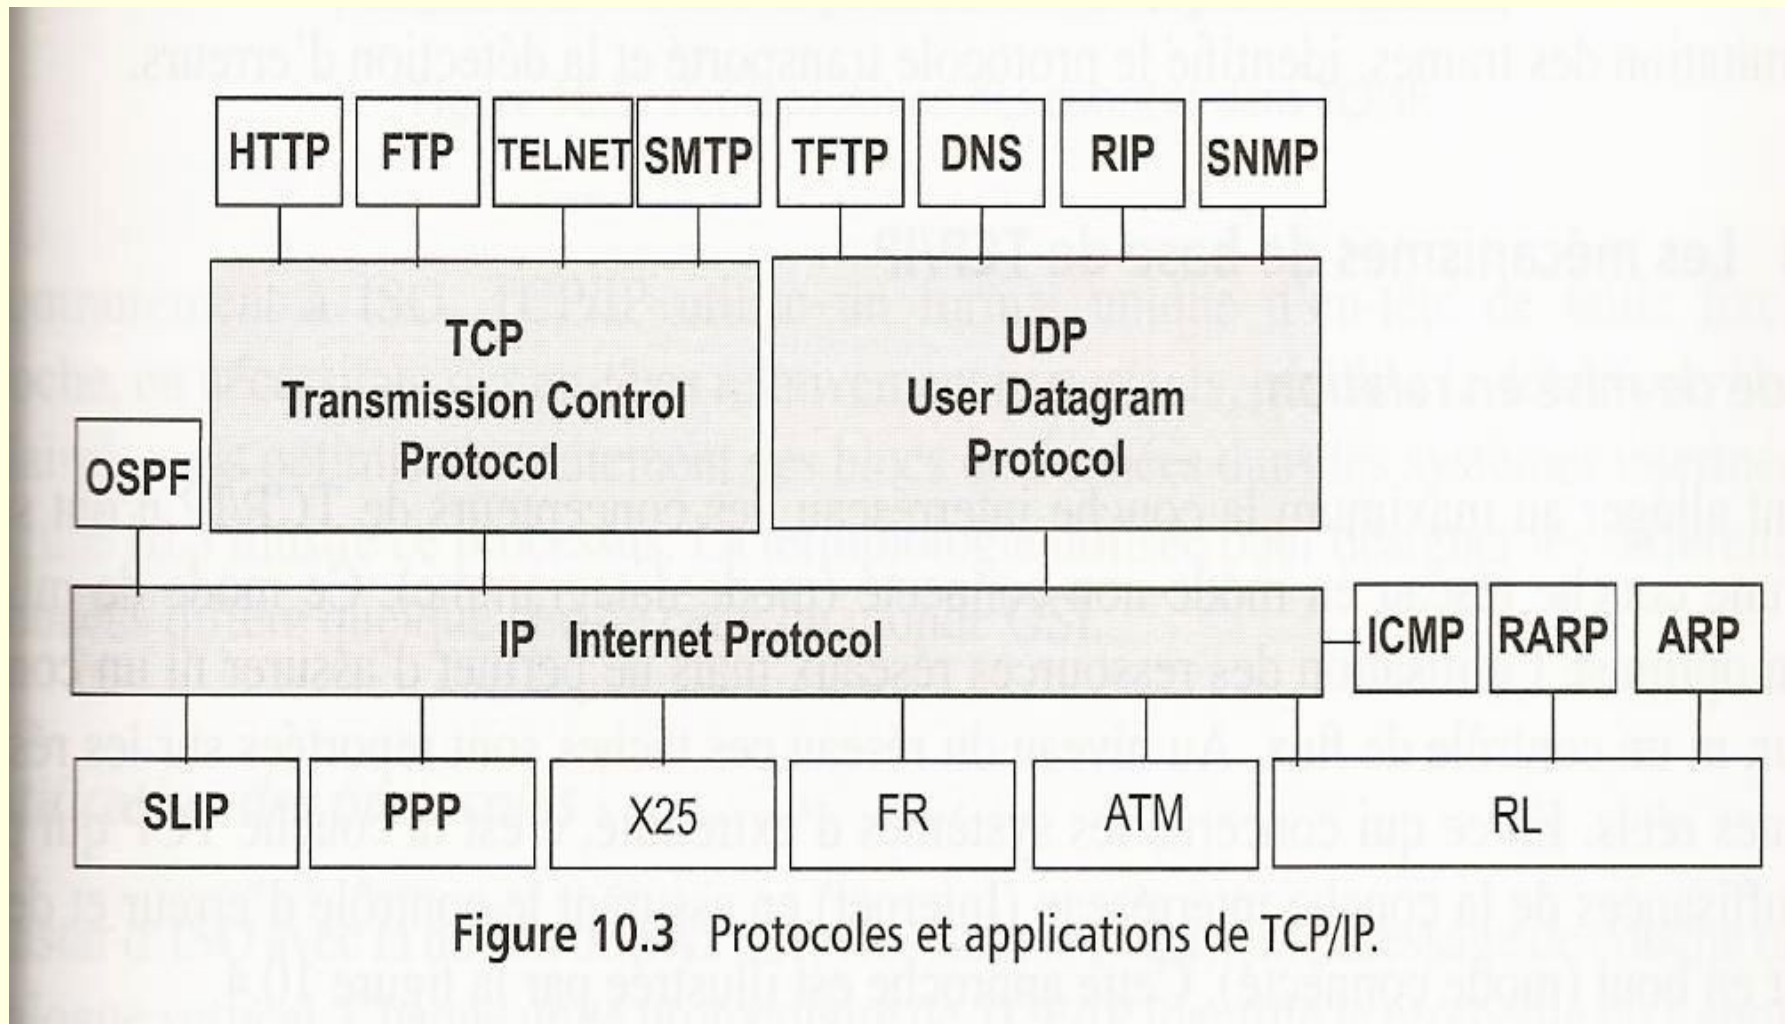 HTTP FTP TELNET SMTP TFTP DNS RIP SNMP
TCP
Transmission Control
Protocol
UDP
User Datagram
Protocol
OSPF
IP Internet Protocol
ICMP RARP ARP
SLIP PPP X25 FR ATM RL
Figure 10.3 Protocoles et applications de TCP/IP.